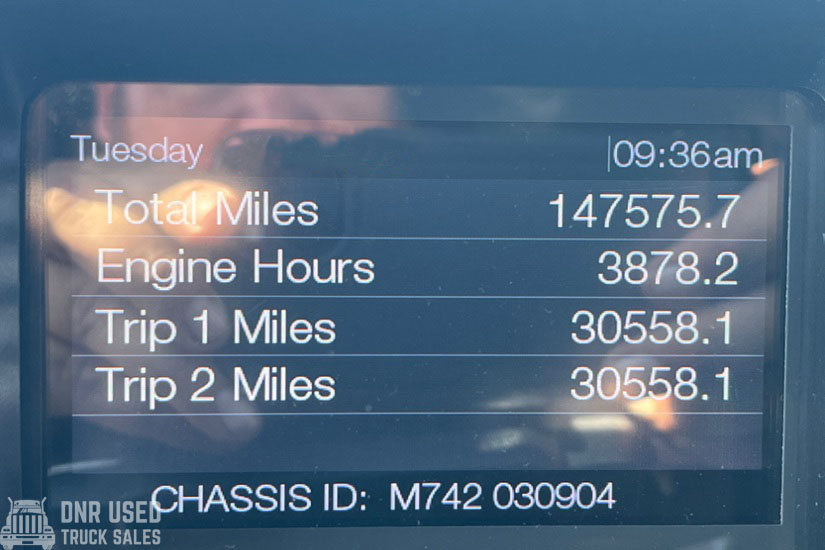 Tuesday 09:36am
Total Miles 147575.7
Engine Hours 3878.2
Trip 1 Miles 30558.1
Trip 2 Miles 30558.1
CHASSIS ID: M742 030904
DNR USED
TRUCK SALES